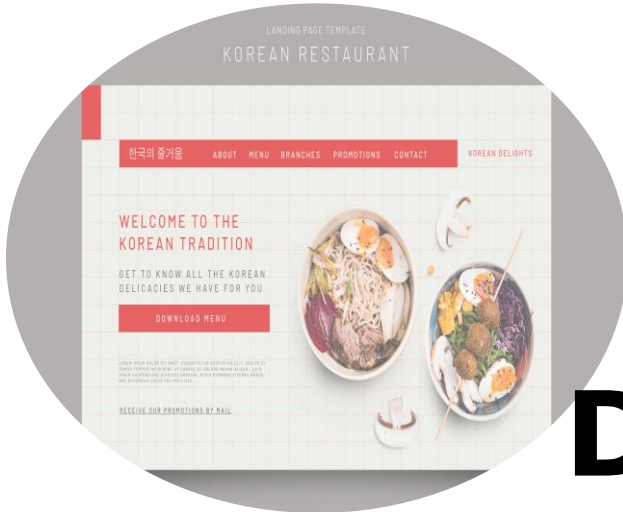 LANDING PAGE TEMPLATE
KOREAN RESTAURANT
한국의 즐거움 ABOUT MENU BRANCHES PROMOTIONS CONTACT KOREAN DELIGHTS
WELCOME TO THE
KOREAN TRADITION
GET TO KNOW ALL THE KOREAN
DELICACIES WE HAVE FOR YOU
DOWNLOAD MENU
RECEIVE OUR PROMOTIONS BY MAIL
D